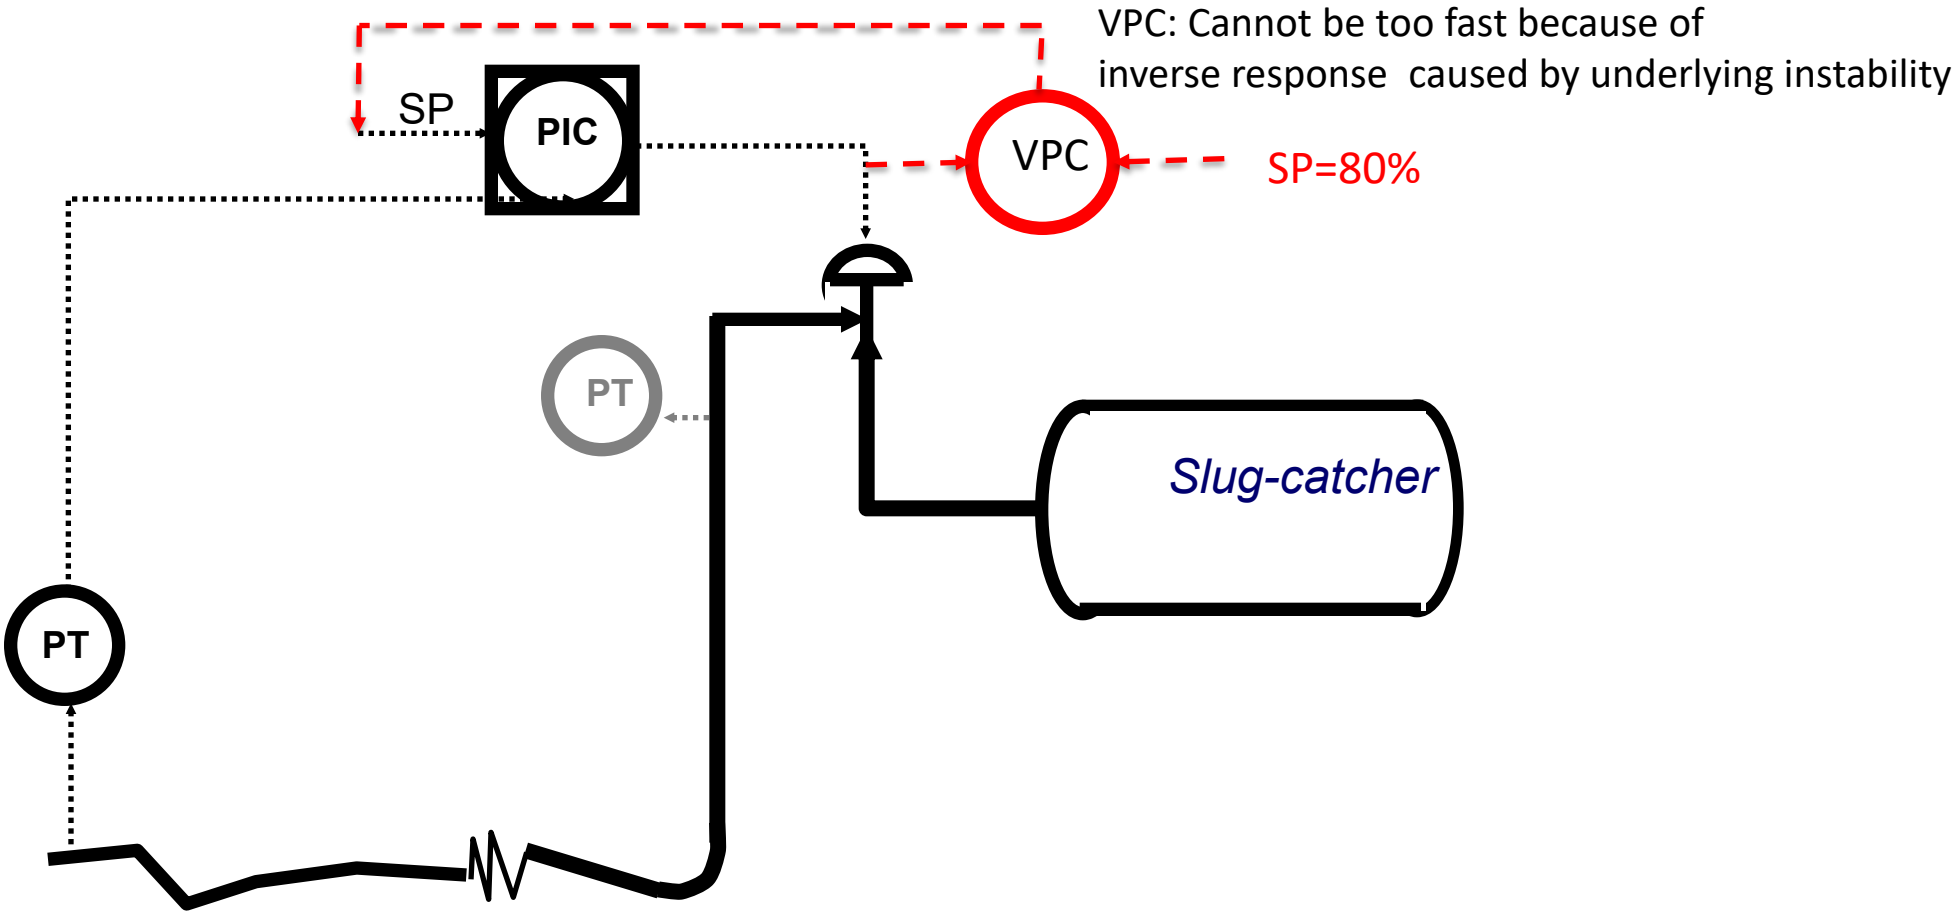 VPC: Cannot be too fast because of
inverse response  caused by underlying instability
SP
PIC
VPC
SP=80%
PT
Slug-catcher
PT